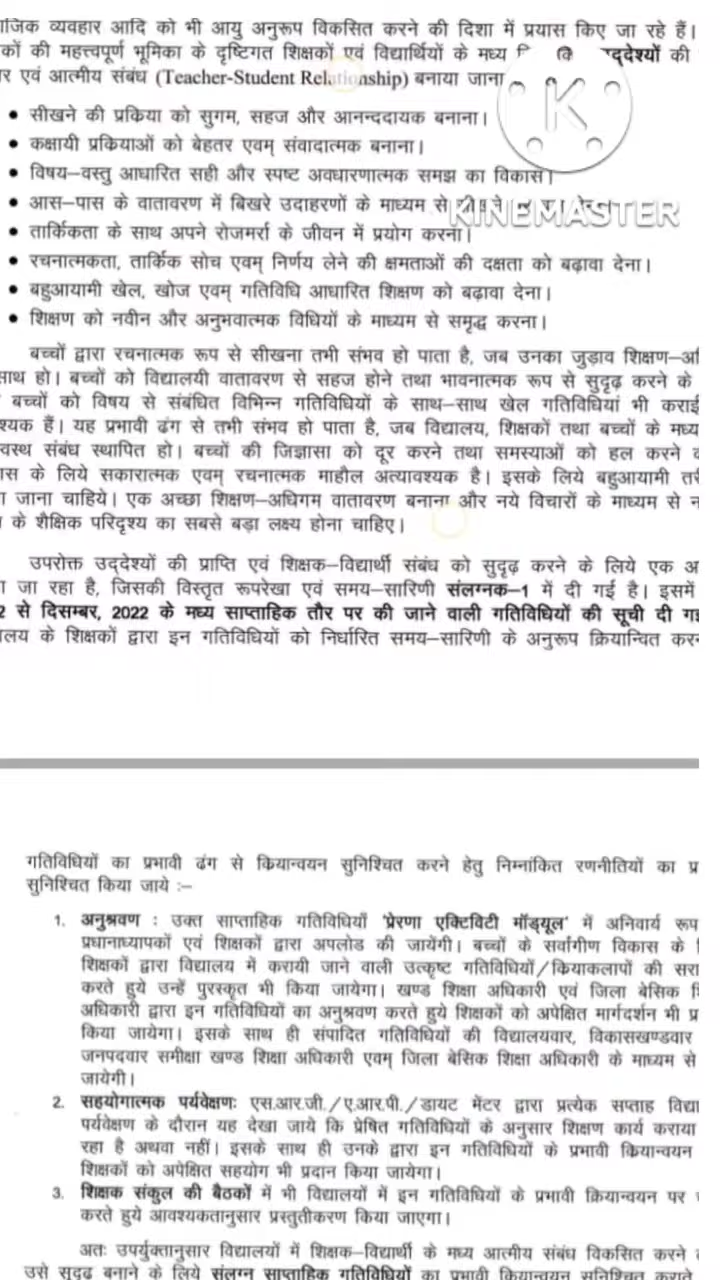 जिक व्यवहार आदि को भी आयु अनुरूप विकसित करने की दिशा में प्रयास किए जा रहे हैं।
कों की महत्त्वपूर्ण भूमिका के दृष्टिगत शिक्षकों एवं विद्यार्थियों के मध्य उद्देश्यों की
र एवं आत्मीय संबंध (Teacher-Student Relationship) बनाया जाना
K
KINEMASTER
• सीखने की प्रकिया को सुगम, सहज और आनन्ददायक बनाना।
• कक्षायी प्रकियाओं को बेहतर एवम् संवादात्मक बनाना।
• विषय–वस्तु आधारित सही और स्पष्ट अवधारणात्मक समझ का विकास।
• आस-पास के वातावरण में बिखरे उदाहरणों के माध्यम से
• तार्किकता के साथ अपने रोजमर्रा के जीवन में प्रयोग करना।
• रचनात्मकता, तार्किक सोच एवम् निर्णय लेने की क्षमताओं की दक्षता को बढ़ावा देना।
• बहुआयामी खेल, खोज एवम् गतिविधि आधारित शिक्षण को बढ़ावा देना।
• शिक्षण को नवीन और अनुभवात्मक विधियों के माध्यम से समृद्ध करना।
बच्चों द्वारा रचनात्मक रूप से सीखना तभी संभव हो पाता है, जब उनका जुड़ाव शिक्षण–अ
साथ हो। बच्चों को विद्यालयी वातावरण से सहज होने तथा भावनात्मक रूप से सुदृढ़ करने के
बच्चों को विषय से संबंधित विभिन्न गतिविधियों के साथ–साथ खेल गतिविधियां भी कराई
श्यक हैं। यह प्रभावी ढंग से तभी संभव हो पाता है, जब विद्यालय, शिक्षकों तथा बच्चों के मध्य
वस्थ संबंध स्थापित हो। बच्चों की जिज्ञासा को दूर करने तथा समस्याओं को हल करने
ास के लिये सकारात्मक एवम् रचनात्मक माहौल अत्यावश्यक है। इसके लिये बहुआयामी तरी
ा जाना चाहिये। एक अच्छा शिक्षण–अधिगम वातावरण बनाना और नये विचारों के माध्यम से न
के शैक्षिक परिदृश्य का सबसे बड़ा लक्ष्य होना चाहिए।
उपरोक्त उद्देश्यों की प्राप्ति एवं शिक्षक–विद्यार्थी संबंध को सुदृढ़ करने के लिये एक अ
ा जा रहा है, जिसकी विस्तृत रूपरेखा एवं समय–सारिणी संलग्नक–1 में दी गई है। इसमें
2 से दिसम्बर, 2022 के मध्य साप्ताहिक तौर पर की जाने वाली गतिविधियों की सूची दी गई
लय के शिक्षकों द्वारा इन गतिविधियों को निर्धारित समय–सारिणी के अनुरूप क्रियान्वित कर
गतिविधियों का प्रभावी ढंग से कियान्वयन सुनिश्चित करने हेतु निम्नांकित रणनीतियों का प्र
सुनिश्चित किया जाये :–
1. अनुश्रवण : उक्त साप्ताहिक गतिविधियाँ 'प्रेरणा एक्टिविटी मॉड्यूल' में अनिवार्य रूप
प्रधानाध्यापकों एवं शिक्षकों द्वारा अपलोड की जायेंगी। बच्चों के सर्वांगीण विकास के
शिक्षकों द्वारा विद्यालय में करायी जाने वाली उत्कृष्ट गतिविधियों/कियाकलापों की सरा
करते हुये उन्हें पुरस्कृत भी किया जायेगा। खण्ड शिक्षा अधिकारी एवं जिला बेसिक शि
अधिकारी द्वारा इन गतिविधियों का अनुश्रवण करते हुये शिक्षकों को अपेक्षित मार्गदर्शन भी प्र
किया जायेगा। इसके साथ ही संपादित गतिविधियों की विद्यालयवार, विकासखण्डवार
जनपदवार समीक्षा खण्ड शिक्षा अधिकारी एवम् जिला बेसिक शिक्षा अधिकारी के माध्यम से
जायेगी।
2. सहयोगात्मक पर्यवेक्षणः एस.आर.जी./ए.आर.पी./डायट मेंटर द्वारा प्रत्येक सप्ताह विद्या
पर्यवेक्षण के दौरान यह देखा जाये कि प्रेषित गतिविधियों के अनुसार शिक्षण कार्य कराया
रहा है अथवा नहीं। इसके साथ ही उनके द्वारा इन गतिविधियों के प्रभावी कियान्वयन
शिक्षकों को अपेक्षित सहयोग भी प्रदान किया जायेगा।
3. शिक्षक संकुल की बैठकों में भी विद्यालयों में इन गतिविधियों के प्रभावी क्रियान्वयन पर
करते हुये आवश्यकतानुसार प्रस्तुतीकरण किया जाएगा।
अतः उपर्युक्तानुसार विद्यालयों में शिक्षक–विद्यार्थी के मध्य आत्मीय संबंध विकसित करने
उसे सुदृढ़ बनाने के लिये संलग्न साप्ताहिक गतिविधियों का प्रभावी कियान्वयन सुनिश्चित कराते